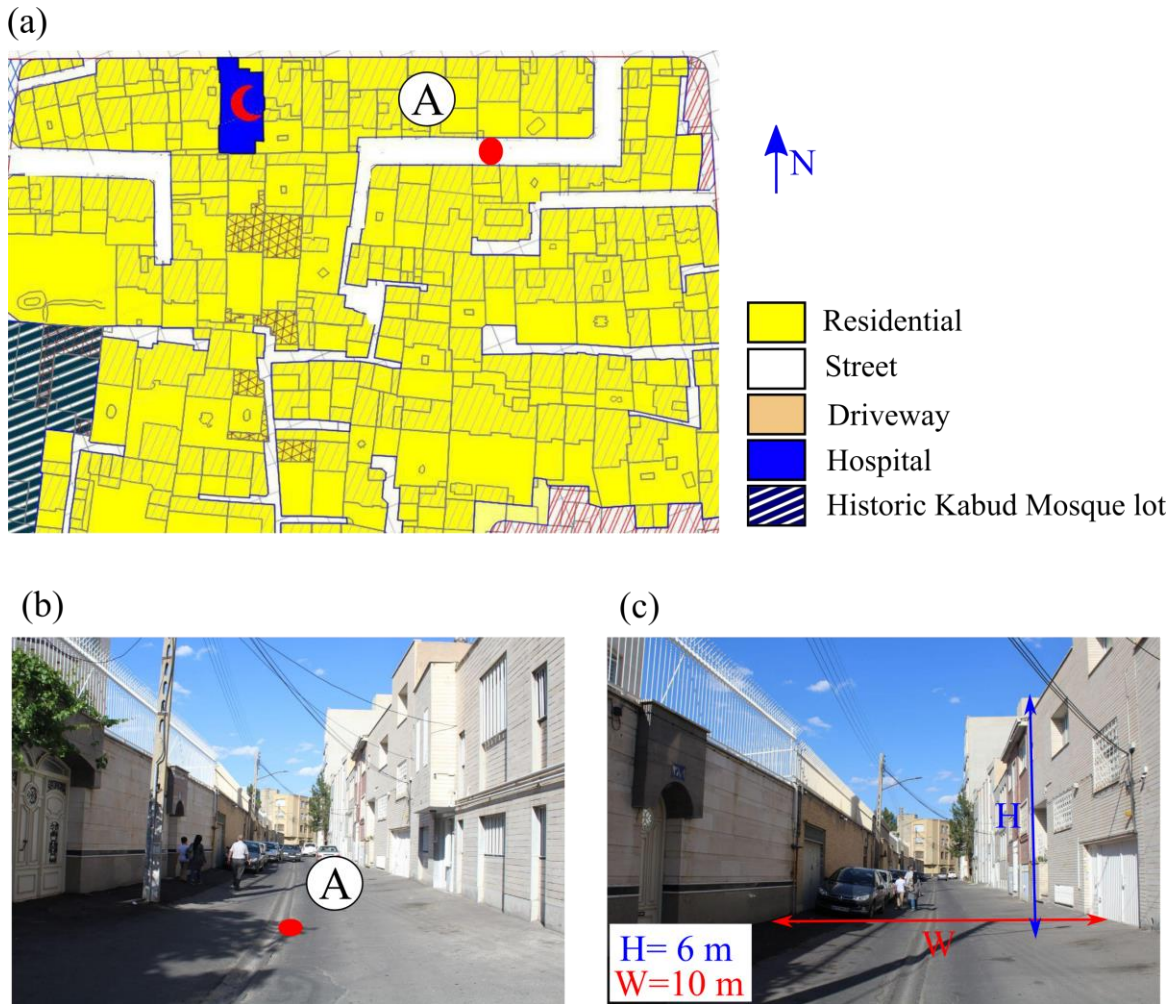 (a)
A
N
Residential
Street
Driveway
Hospital
Historic Kabud Mosque lot
(b)
A
(c)
H
W
H= 6 m
W=10 m